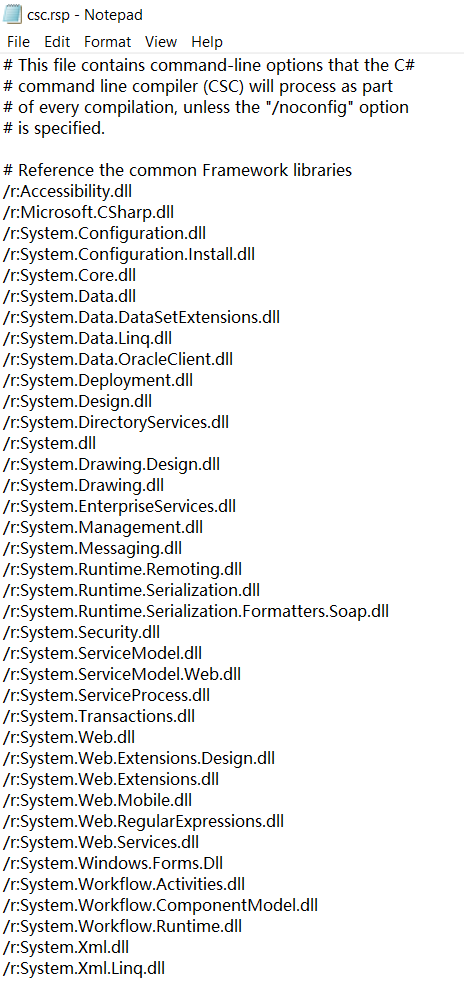 csc.rsp - Notepad
File Edit Format View Help
# This file contains command-line options that the C#
# command line compiler (CSC) will process as part
# of every compilation, unless the "/noconfig" option
# is specified.
# Reference the common Framework libraries
/r:Accessibility.dll
/r:Microsoft.CSharp.dll
/r:System.Configuration.dll
/r:System.Configuration.Install.dll
/r:System.Core.dll
/r:System.Data.dll
/r:System.Data.DataSetExtensions.dll
/r:System.Data.Linq.dll
/r:System.Data.OracleClient.dll
/r:System.Deployment.dll
/r:System.Design.dll
/r:System.DirectoryServices.dll
/r:System.dll
/r:System.Drawing.Design.dll
/r:System.Drawing.dll
/r:System.EnterpriseServices.dll
/r:System.Management.dll
/r:System.Messaging.dll
/r:System.Runtime.Remoting.dll
/r:System.Runtime.Serialization.dll
/r:System.Runtime.Serialization.Formatters.Soap.dll
/r:System.Security.dll
/r:System.ServiceModel.dll
/r:System.ServiceModel.Web.dll
/r:System.ServiceProcess.dll
/r:System.Transactions.dll
/r:System.Web.dll
/r:System.Web.Extensions.Design.dll
/r:System.Web.Extensions.dll
/r:System.Web.Mobile.dll
/r:System.Web.RegularExpressions.dll
/r:System.Web.Services.dll
/r:System.Windows.Forms.Dll
/r:System.Workflow.Activities.dll
/r:System.Workflow.ComponentModel.dll
/r:System.Workflow.Runtime.dll
/r:System.Xml.dll
/r:System.Xml.Linq.dll